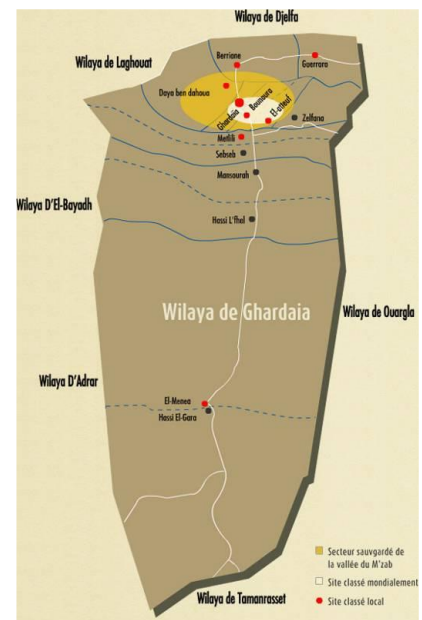 Wilaya de Djelfa
Wilaya de Laghouat
Berriane
Guerrara
Daya ben dahoua
Ghardaia
Bounoura
El-atteuf
Zelfana
Metlili
Sebseb
Mansourah
Wilaya D'El-Bayadh
Hassi L'fhel
Wilaya de Ghardaia
Wilaya de Ouargla
Wilaya D'Adrar
El-Menea
Hassi El-Gara
Secteur sauvgardé de
la vallée du M'zab
Site classé mondialement
Site classé local
Wilaya de Tamanrasset